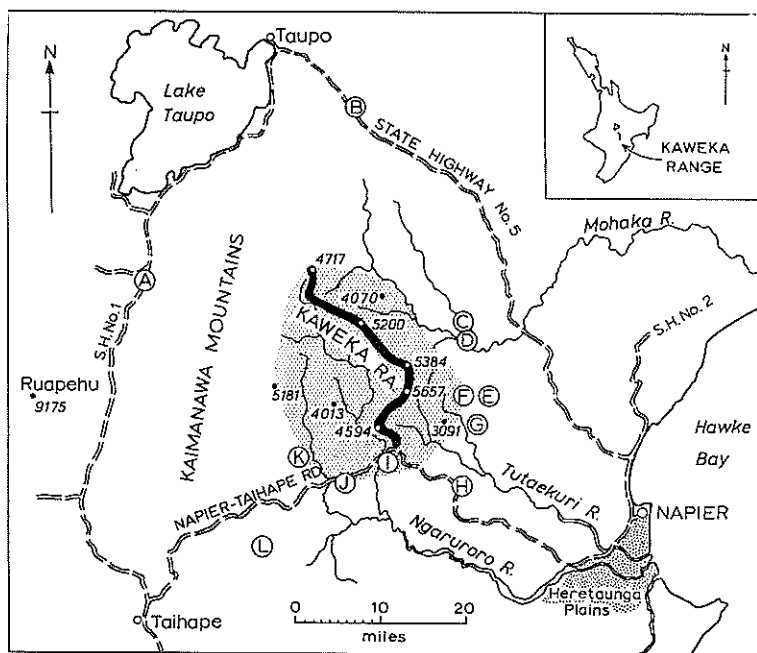 Taupo
N
Lake
Taupo
B
STATE HIGHWAY No. 5
N
KAWEKA
RANGE
Mohaka R.
A
S.H. No. 1
KAIMANAWA MOUNTAINS
4717
4070
5200
KAWEKA RA.
C
D
S.H. No. 2
Ruapehu
9175
5384
5181
5657
4013
F
E
4594
3091
G
Hawke
Bay
K
I
J
H
NAPIER-TAIHAPE RD
Tutaekuri R.
NAPIER
L
Ngaruroro R.
Heretaunga
Plains
Taihape
0 10 20
miles